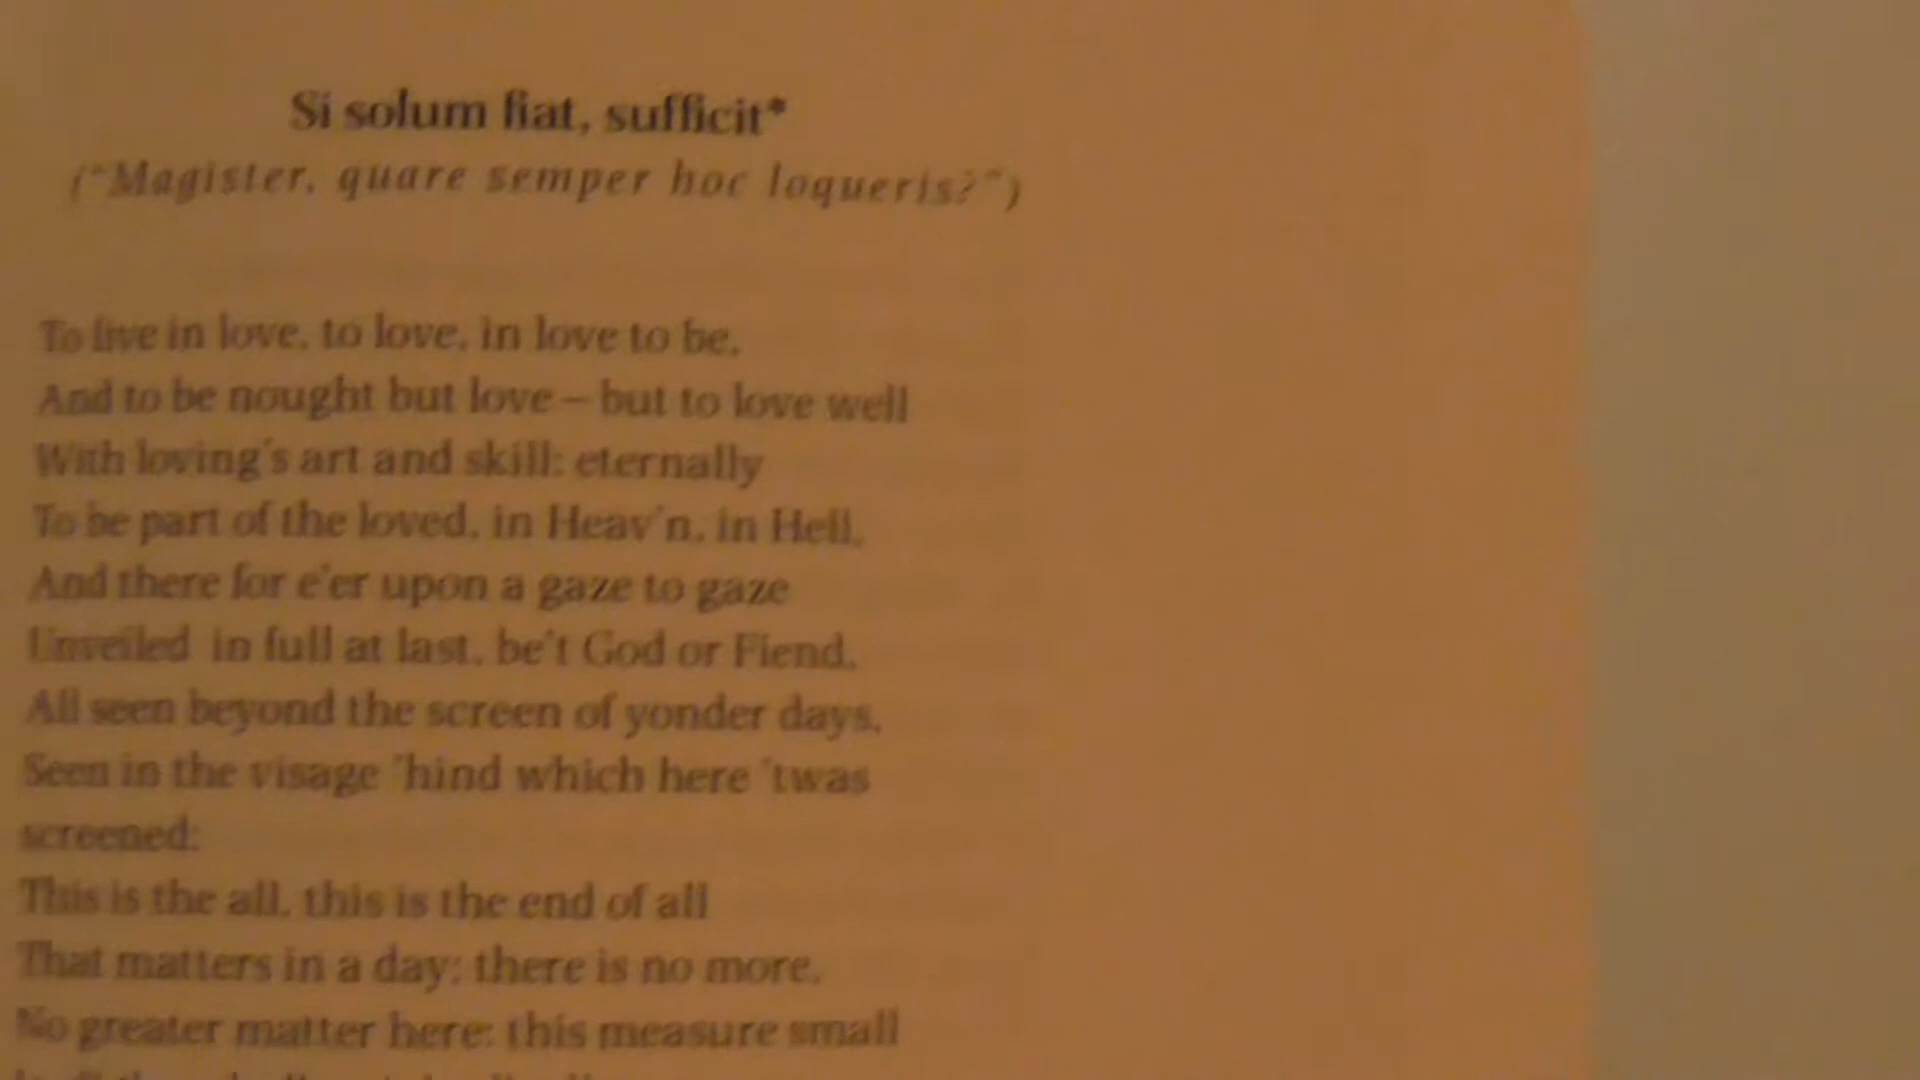 Si solum fiat, sufficit*
("Magister, quare semper hoc loqueris?")
To live in love, to love, in love to be,
And to be nought but love – but to love well
With loving's art and skill: eternally
To be part of the loved, in Heav'n, in Hell,
And there for e'er upon a gaze to gaze
Unveiled in full at last, be't God or Fiend,
All seen beyond the screen of yonder days,
Seen in the visage 'hind which here 'twas
screened:
This is the all, this is the end of all
That matters in a day: there is no more,
No greater matter here: this measure small